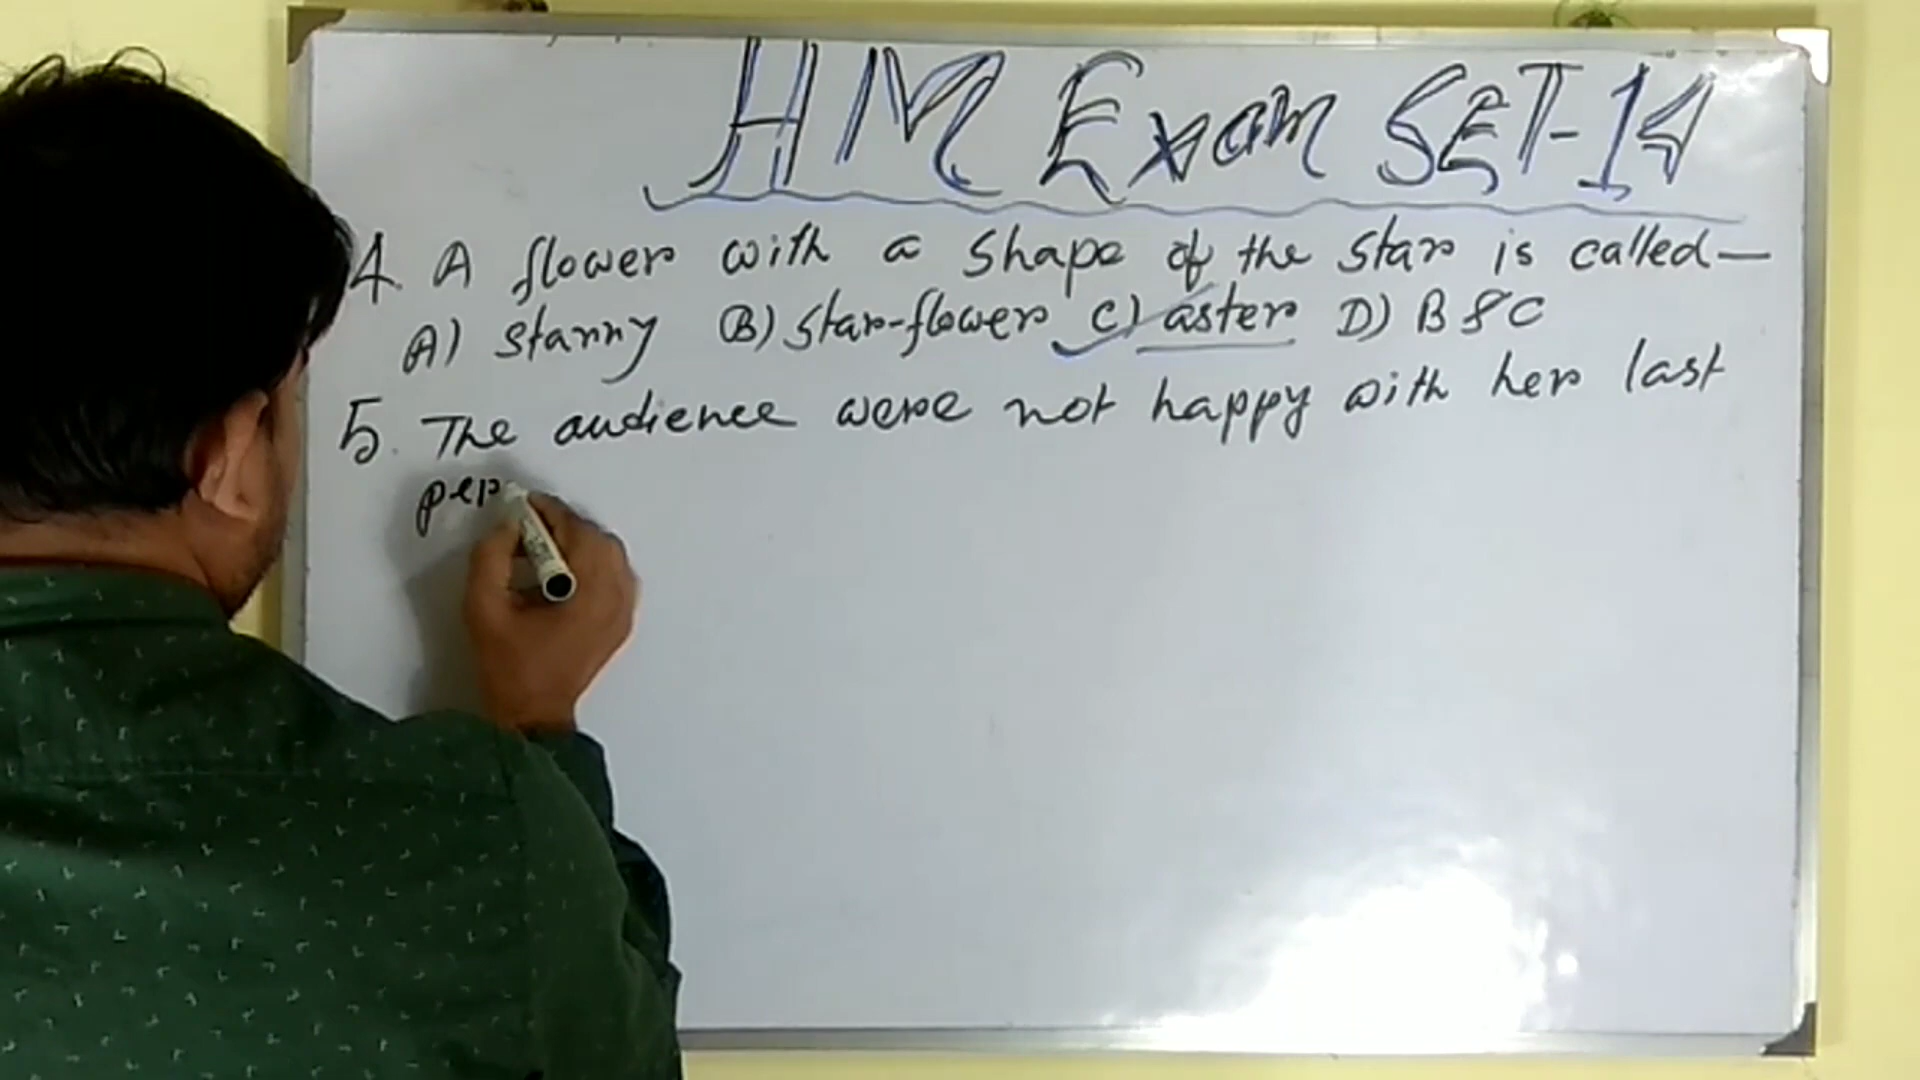 HM Exam SET-14
4. A flower with a shape of the star is called—
A) starry B) star-flower C) aster D) B & C
5. The audience were not happy with her last
per